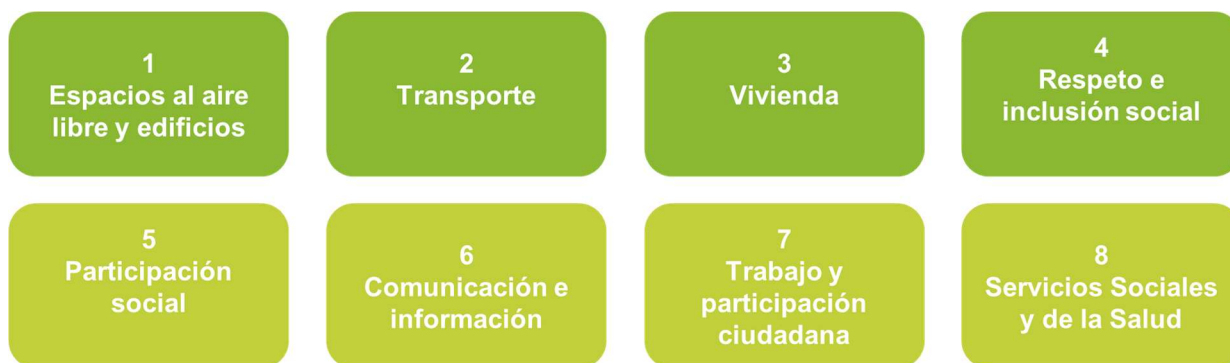 1
Espacios al aire
libre y edificios
2
Transporte
3
Vivienda
4
Respeto e
inclusión social
5
Participación
social
6
Comunicación e
información
7
Trabajo y
participación
ciudadana
8
Servicios Sociales
y de la Salud